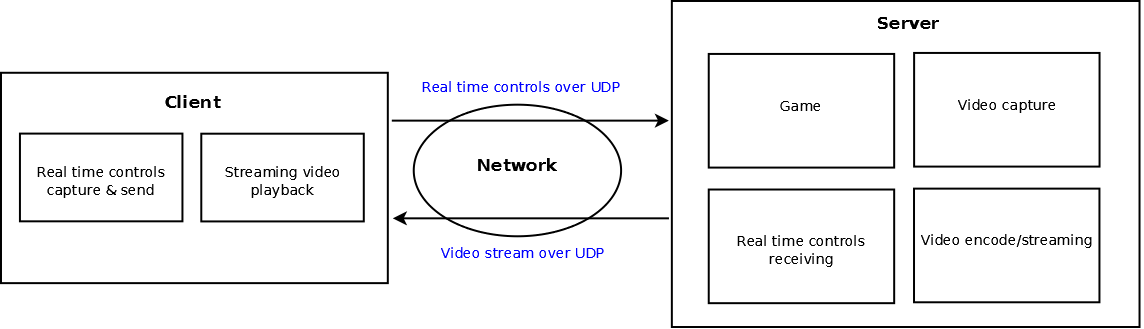 Client
Real time controls
capture & send
Streaming video
playback
Real time controls over UDP
Network
Video stream over UDP
Server
Game
Video capture
Real time controls
receiving
Video encode/streaming